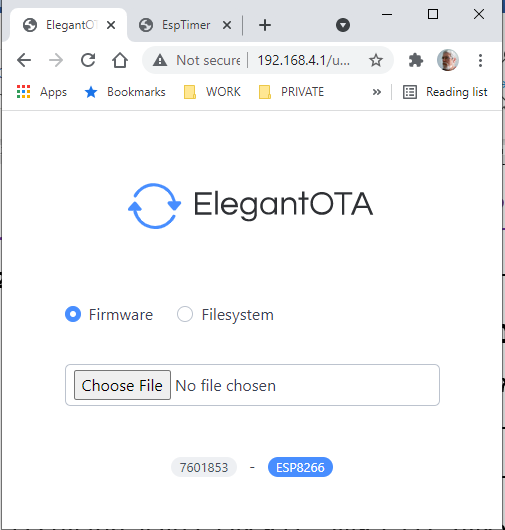 ElegantOT
EspTimer
Not secure
192.168.4.1/u...
Apps
Bookmarks
WORK
PRIVATE
»
Reading list
ElegantOTA
Firmware
Filesystem
Choose File No file chosen
7601853 - ESP8266